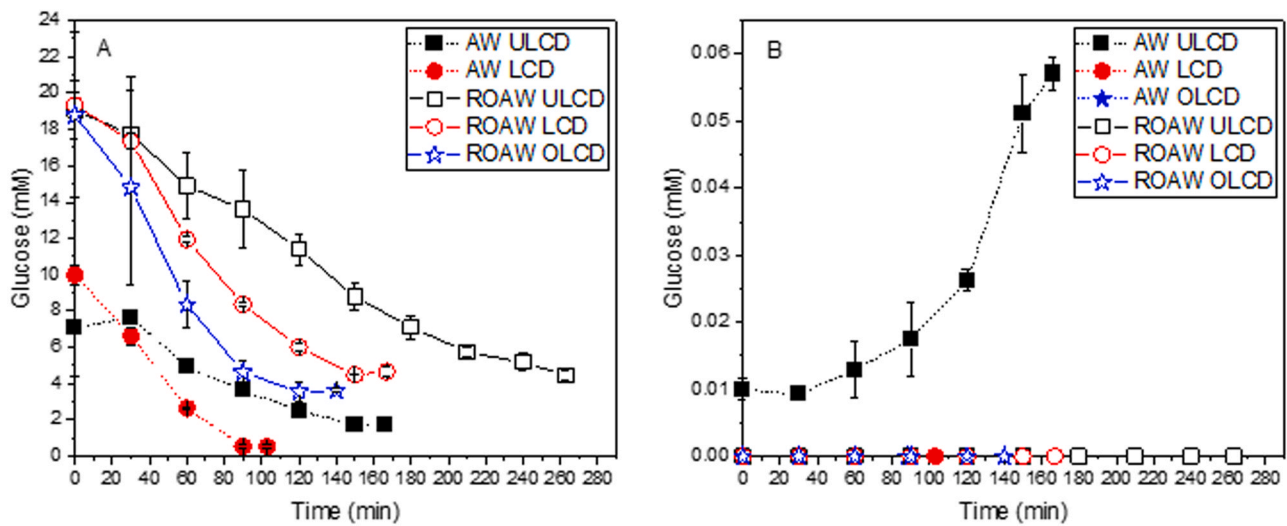 A
AW ULCD
AW LCD
ROAW ULCD
ROAW LCD
ROAW OLCD
24
22
20
18
16
14
12
10
8
6
4
2
0
Glucose (mM)
0 20 40 60 80 100 120 140 160 180 200 220 240 260 280
Time (min)
B
AW ULCD
AW LCD
AW OLCD
ROAW ULCD
ROAW LCD
ROAW OLCD
0.06
0.05
0.04
0.03
0.02
0.01
0.00
Glucose (mM)
0 20 40 60 80 100 120 140 160 180 200 220 240 260 280
Time (min)